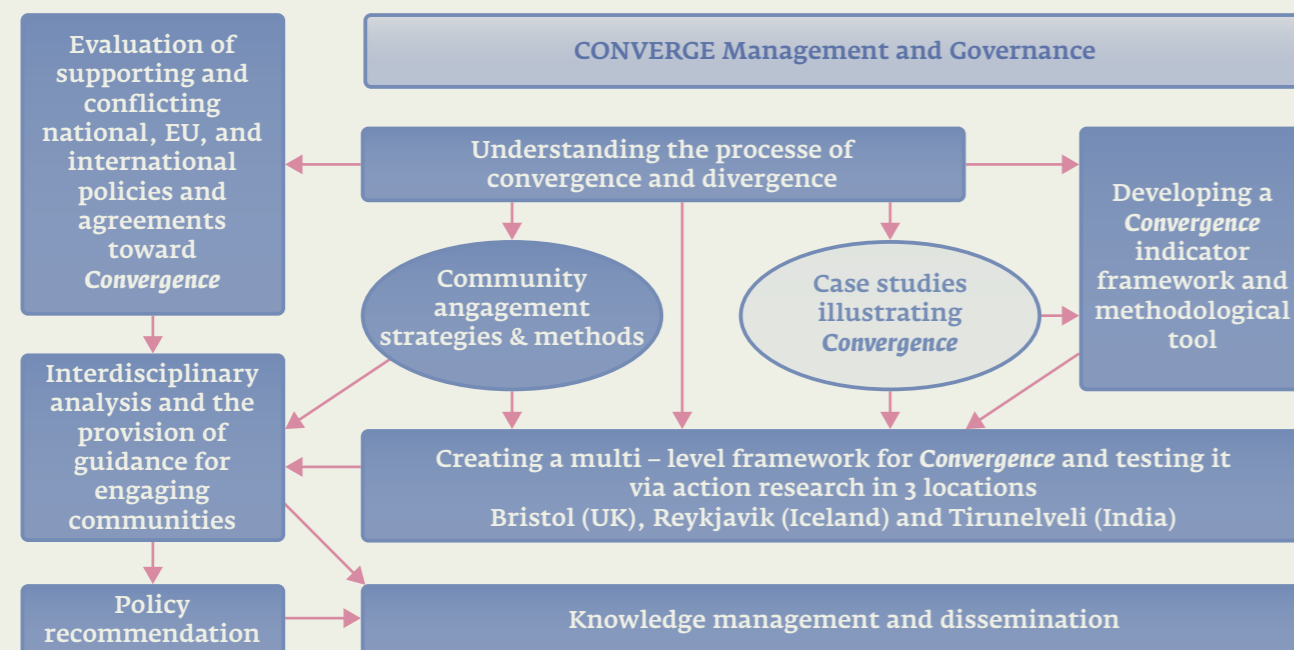 Evaluation of
supporting and
conflicting
national, EU, and
international
policies and
agreements
toward
Convergence
CONVERGE Management and Governance
Understanding the processe of
convergence and divergence
Developing a
Convergence
indicator
framework and
methodological
tool
Community
angagement
strategies & methods
Case studies
illustrating
Convergence
Interdisciplinary
analysis and the
provision of
guidance for
engaging
communities
Creating a multi – level framework for Convergence and testing it
via action research in 3 locations
Bristol (UK), Reykjavik (Iceland) and Tirunelveli (India)
Policy
recommendation
Knowledge management and dissemination